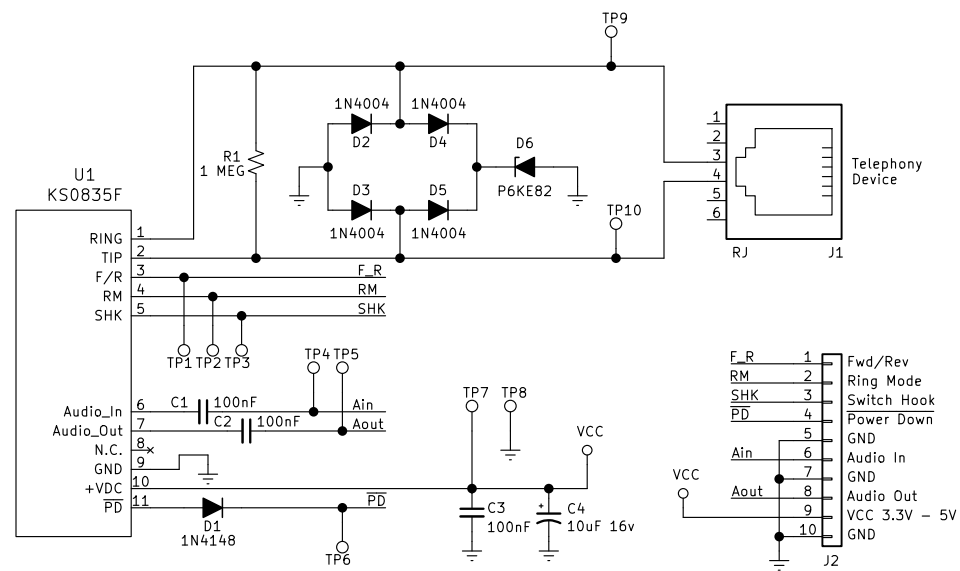 TP9
1N4004 1N4004
D2 D4 D6
R1
1 MEG
P6KE82
D3 D5
1N4004 1N4004
TP10
1
2
3
4
5
6
Telephony
Device
RJ J1
U1
KS0835F
RING 1
TIP 2
F/R 3 F_R
RM 4 RM
SHK 5 SHK
TP1 TP2 TP3
TP4 TP5
Audio_In 6 C1 100nF Ain
Audio_Out 7 C2 100nF Aout
N.C. 8
GND 9
+VDC 10
PD 11 PD
D1
1N4148
TP6
TP7 TP8
VCC
C3
100nF
+
C4
10uF 16v
F_R 1 Fwd/Rev
RM 2 Ring Mode
SHK 3 Switch Hook
PD 4 Power Down
5 GND
Ain 6 Audio In
7 GND
Aout 8 Audio Out
VCC
9 VCC 3.3V - 5V
10 GND
J2